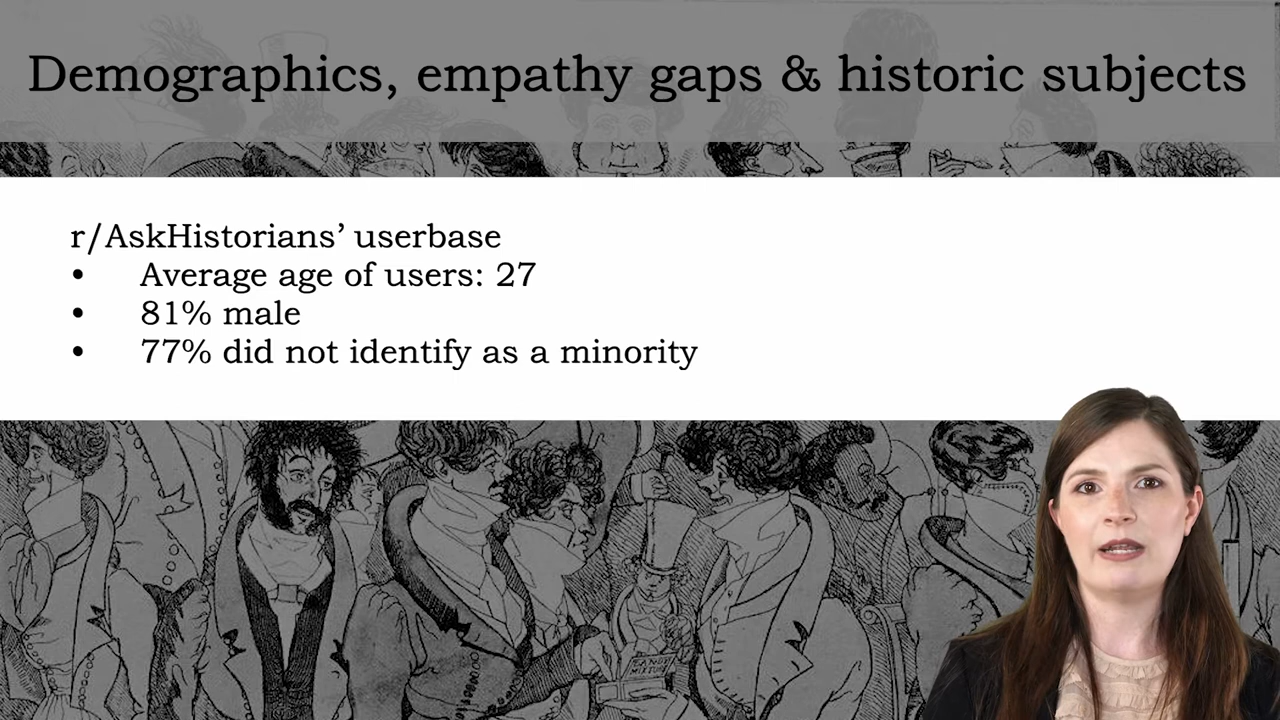 Demographics, empathy gaps & historic subjects
r/AskHistorians’ userbase
• Average age of users: 27
• 81% male
• 77% did not identify as a minority